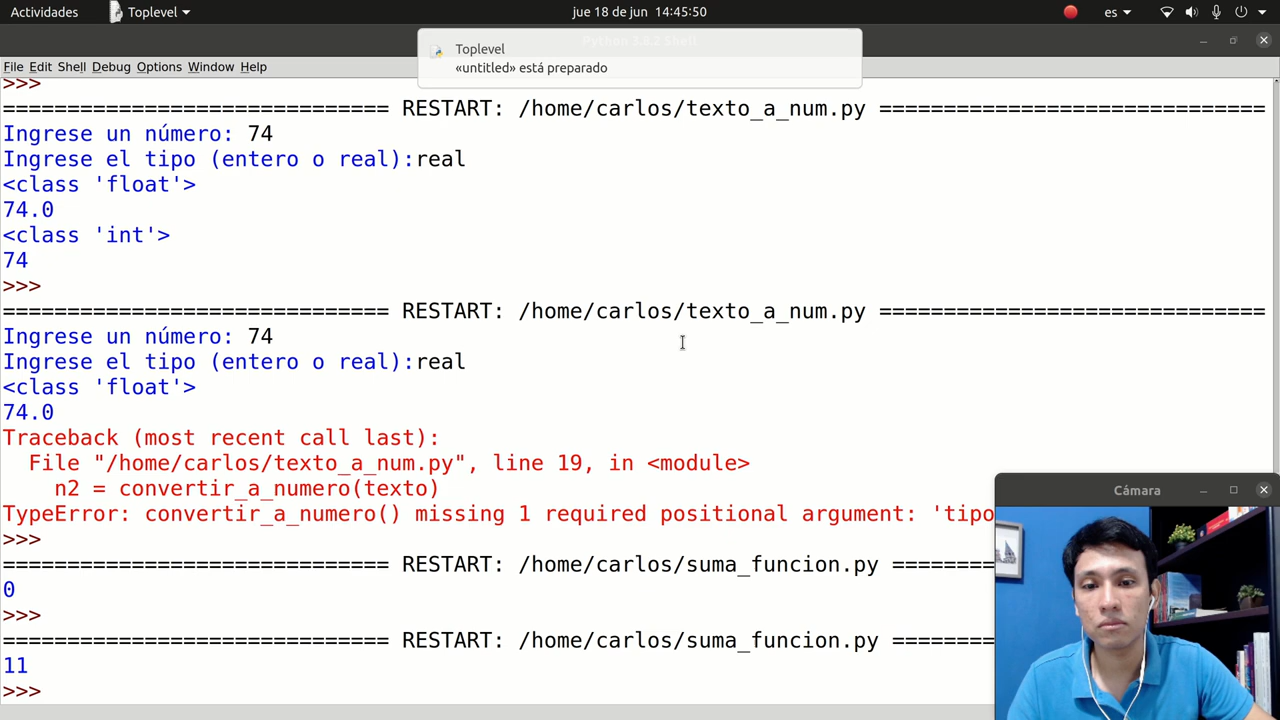 Actividades Toplevel jue 18 de jun 14:45:50 es
Python 3.8.2 Shell
Toplevel
«untitled» está preparado
File Edit Shell Debug Options Window Help
>>>
============================== RESTART: /home/carlos/texto_a_num.py ==============================
Ingrese un número: 74
Ingrese el tipo (entero o real):real
<class 'float'>
74.0
<class 'int'>
74
>>>
============================== RESTART: /home/carlos/texto_a_num.py ==============================
Ingrese un número: 74
Ingrese el tipo (entero o real):real
<class 'float'>
74.0
Traceback (most recent call last):
  File "/home/carlos/texto_a_num.py", line 19, in <module>
    n2 = convertir_a_numero(texto)
TypeError: convertir_a_numero() missing 1 required positional argument: 'tipo
>>>
============================== RESTART: /home/carlos/suma_funcion.py ========
0
>>>
============================== RESTART: /home/carlos/suma_funcion.py ========
11
>>>
Cámara